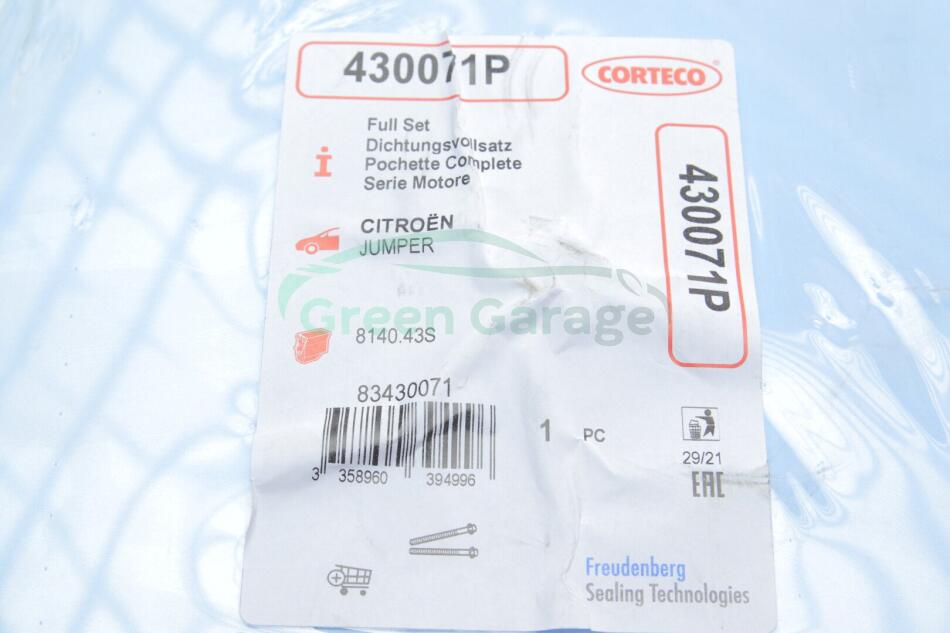 430071P
CORTECO
Full Set
Dichtungsvollsatz
Pochette Complete
Serie Motore
430071P
CITROËN
JUMPER
Green Garage
8140.43S
83430071
3 358960 394996
1 PC
29/21
EAC
Freudenberg
Sealing Technologies